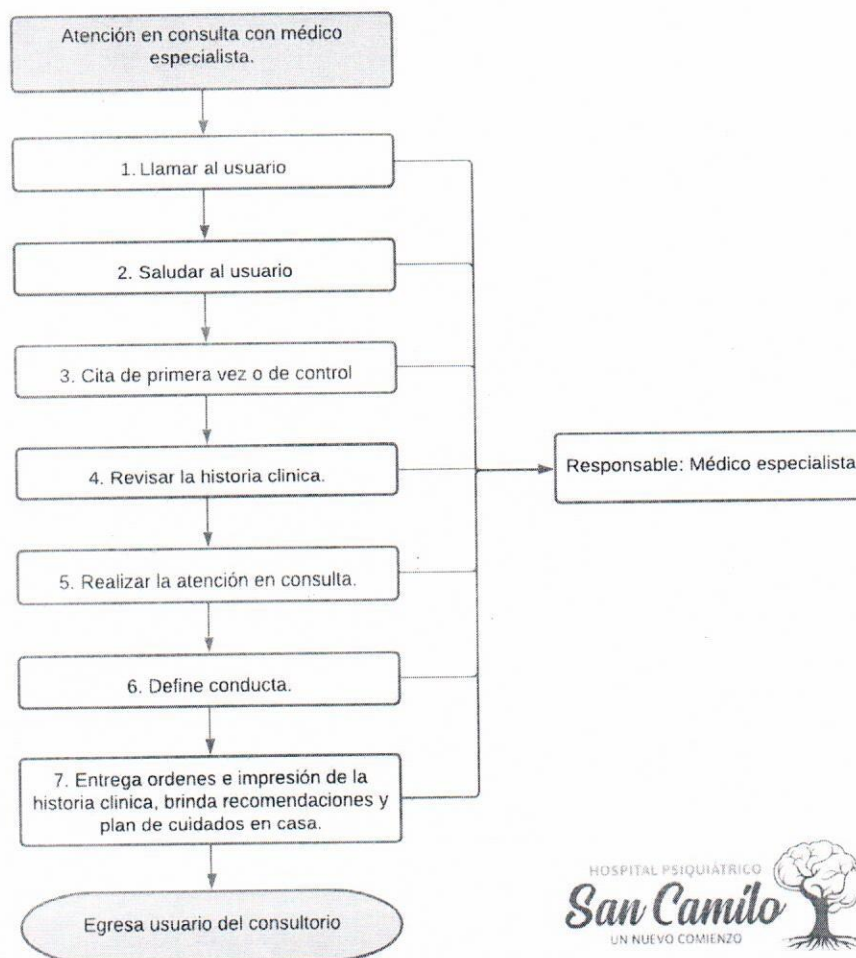 Atención en consulta con médico
especialista.
1. Llamar al usuario
2. Saludar al usuario
3. Cita de primera vez o de control
4. Revisar la historia clinica.
Responsable: Médico especialista
5. Realizar la atención en consulta.
6. Define conducta.
7. Entrega ordenes e impresión de la
historia clinica, brinda recomendaciones y
plan de cuidados en casa.
Egresa usuario del consultorio
HOSPITAL PSIQUIÁTRICO
San Camilo
UN NUEVO COMIENZO